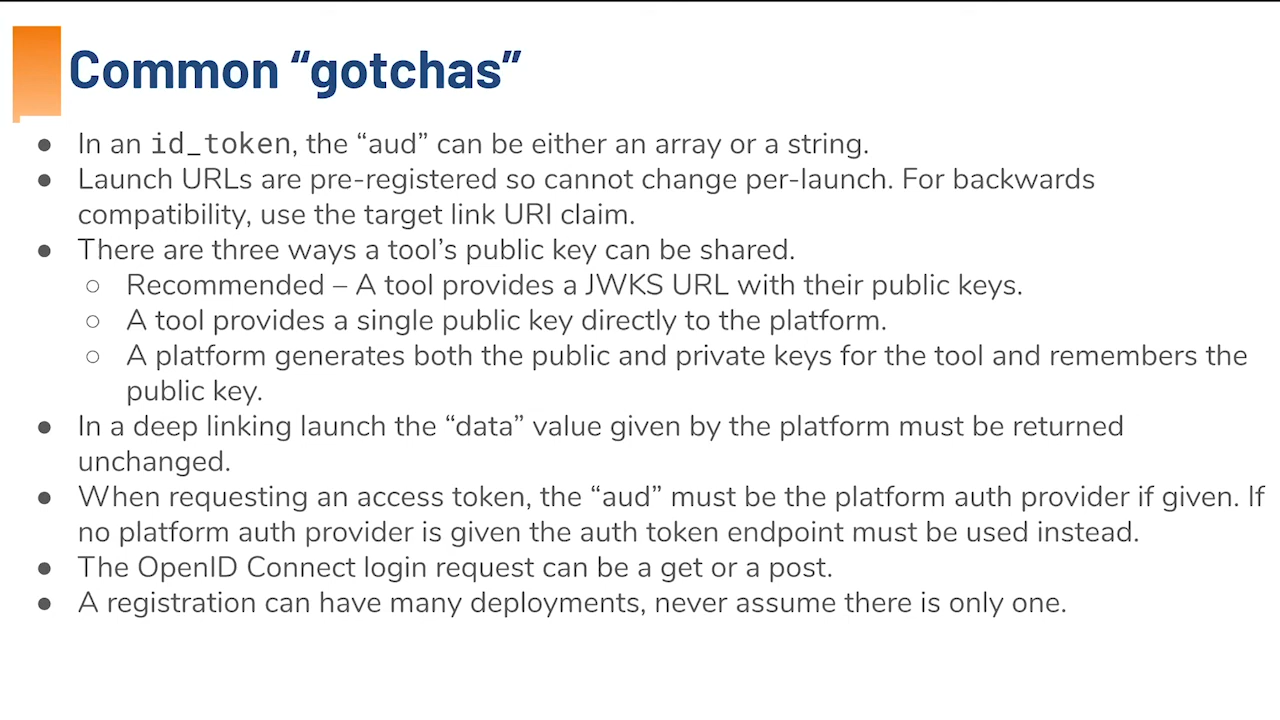 Common “gotchas”
● In an id_token, the “aud” can be either an array or a string.
● Launch URLs are pre-registered so cannot change per-launch. For backwards
compatibility, use the target link URI claim.
● There are three ways a tool’s public key can be shared.
○ Recommended – A tool provides a JWKS URL with their public keys.
○ A tool provides a single public key directly to the platform.
○ A platform generates both the public and private keys for the tool and remembers the
public key.
● In a deep linking launch the “data” value given by the platform must be returned
unchanged.
● When requesting an access token, the “aud” must be the platform auth provider if given. If
no platform auth provider is given the auth token endpoint must be used instead.
● The OpenID Connect login request can be a get or a post.
● A registration can have many deployments, never assume there is only one.